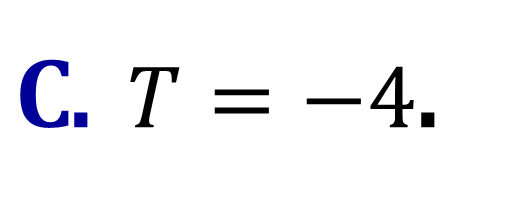 C. T = −4.